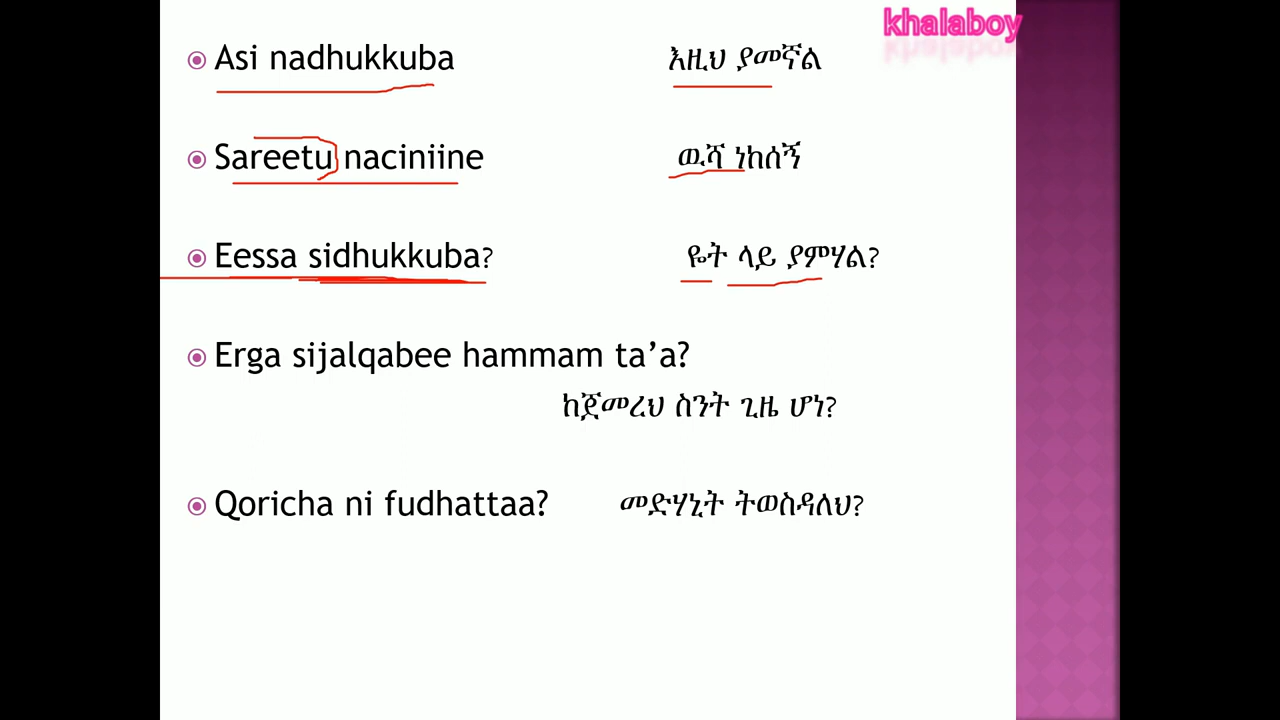 khalaboy
Asi nadhukkuba እዚህ ያመኛል
Sareetu naciniine ዉሻ ነከሰኝ
Eessa sidhukkuba? ዬት ላይ ያምሃል?
Erga sijalqabee hammam ta’a?
ከጀመረህ ስንት ጊዜ ሆነ?
Qoricha ni fudhattaa? መድሃኒት ትወስዳለህ?